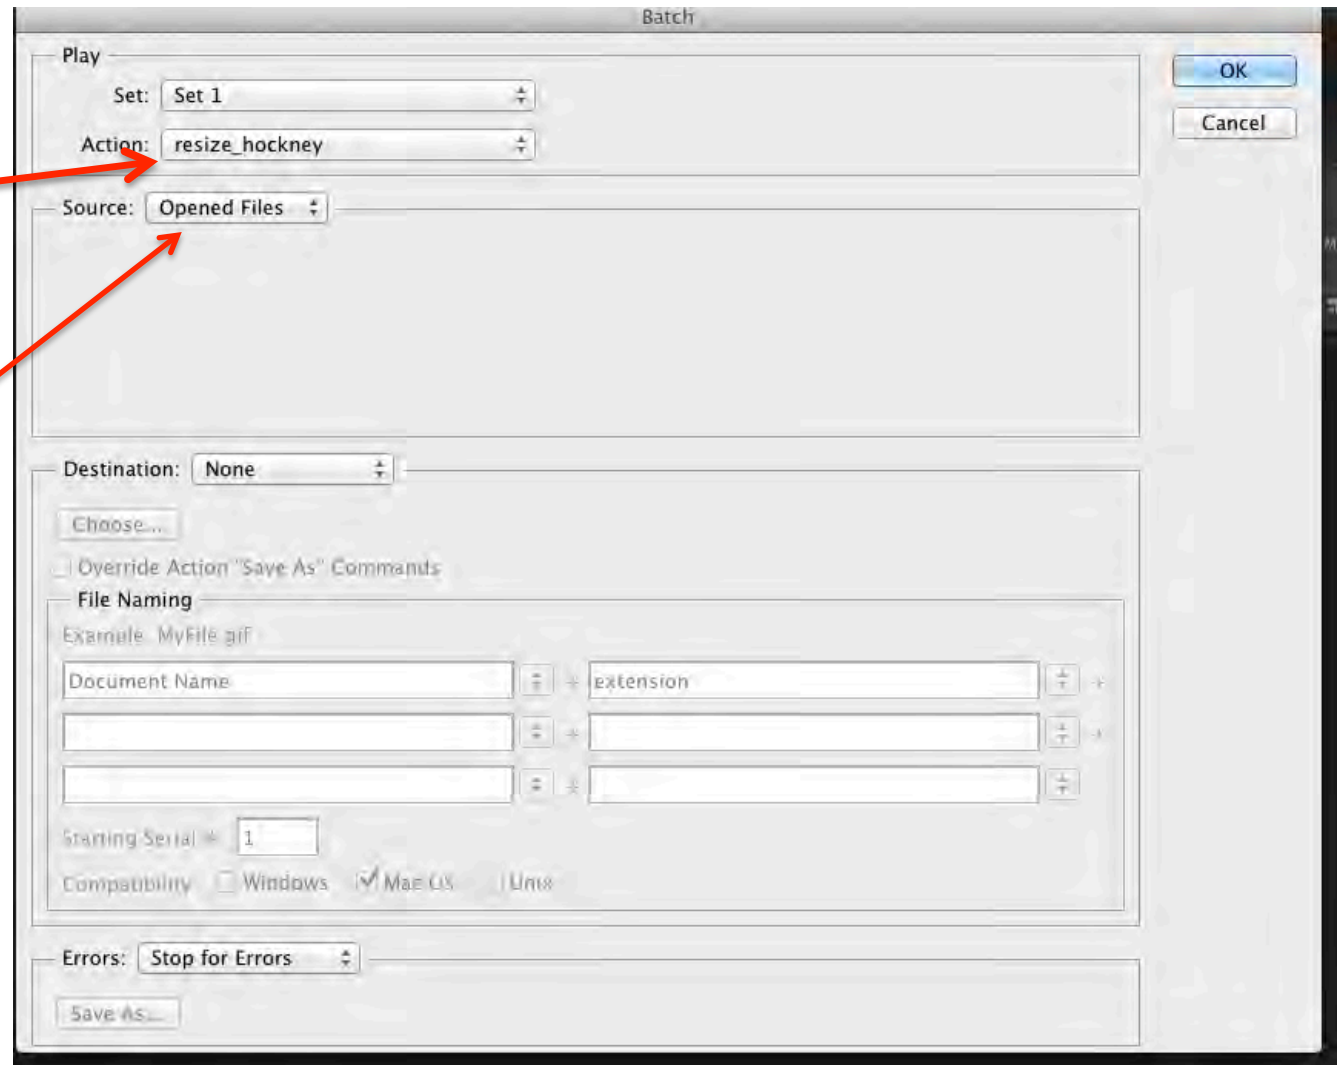 Batch
Play
Set: Set 1
Action: resize_hockney
OK
Cancel
Source: Opened Files
Destination: None
Choose...
Override Action "Save As" Commands
File Naming
Example: MyFile.gif
Document Name + extension +
+ +
+
Starting Serial #: 1
Compatibility: Windows Mac OS Unix
Errors: Stop for Errors
Save As...